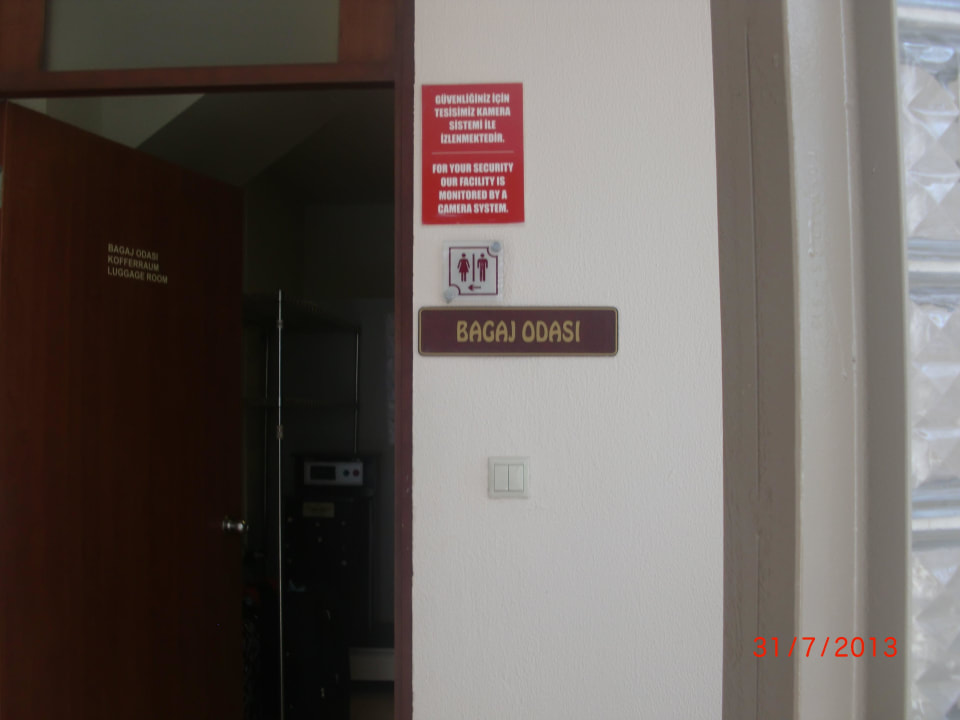 GÜVENLİĞİNİZ İÇİN
TESİSİMİZ KAMERA
SİSTEMİ İLE
İZLENMEKTEDİR.
FOR YOUR SECURITY
OUR FACILITY IS
MONITORED BY A
CAMERA SYSTEM.
BAGAJ ODASI
KOFFERRAUM
LUGGAGE ROOM
BAGAJ ODASI
31/7/2013